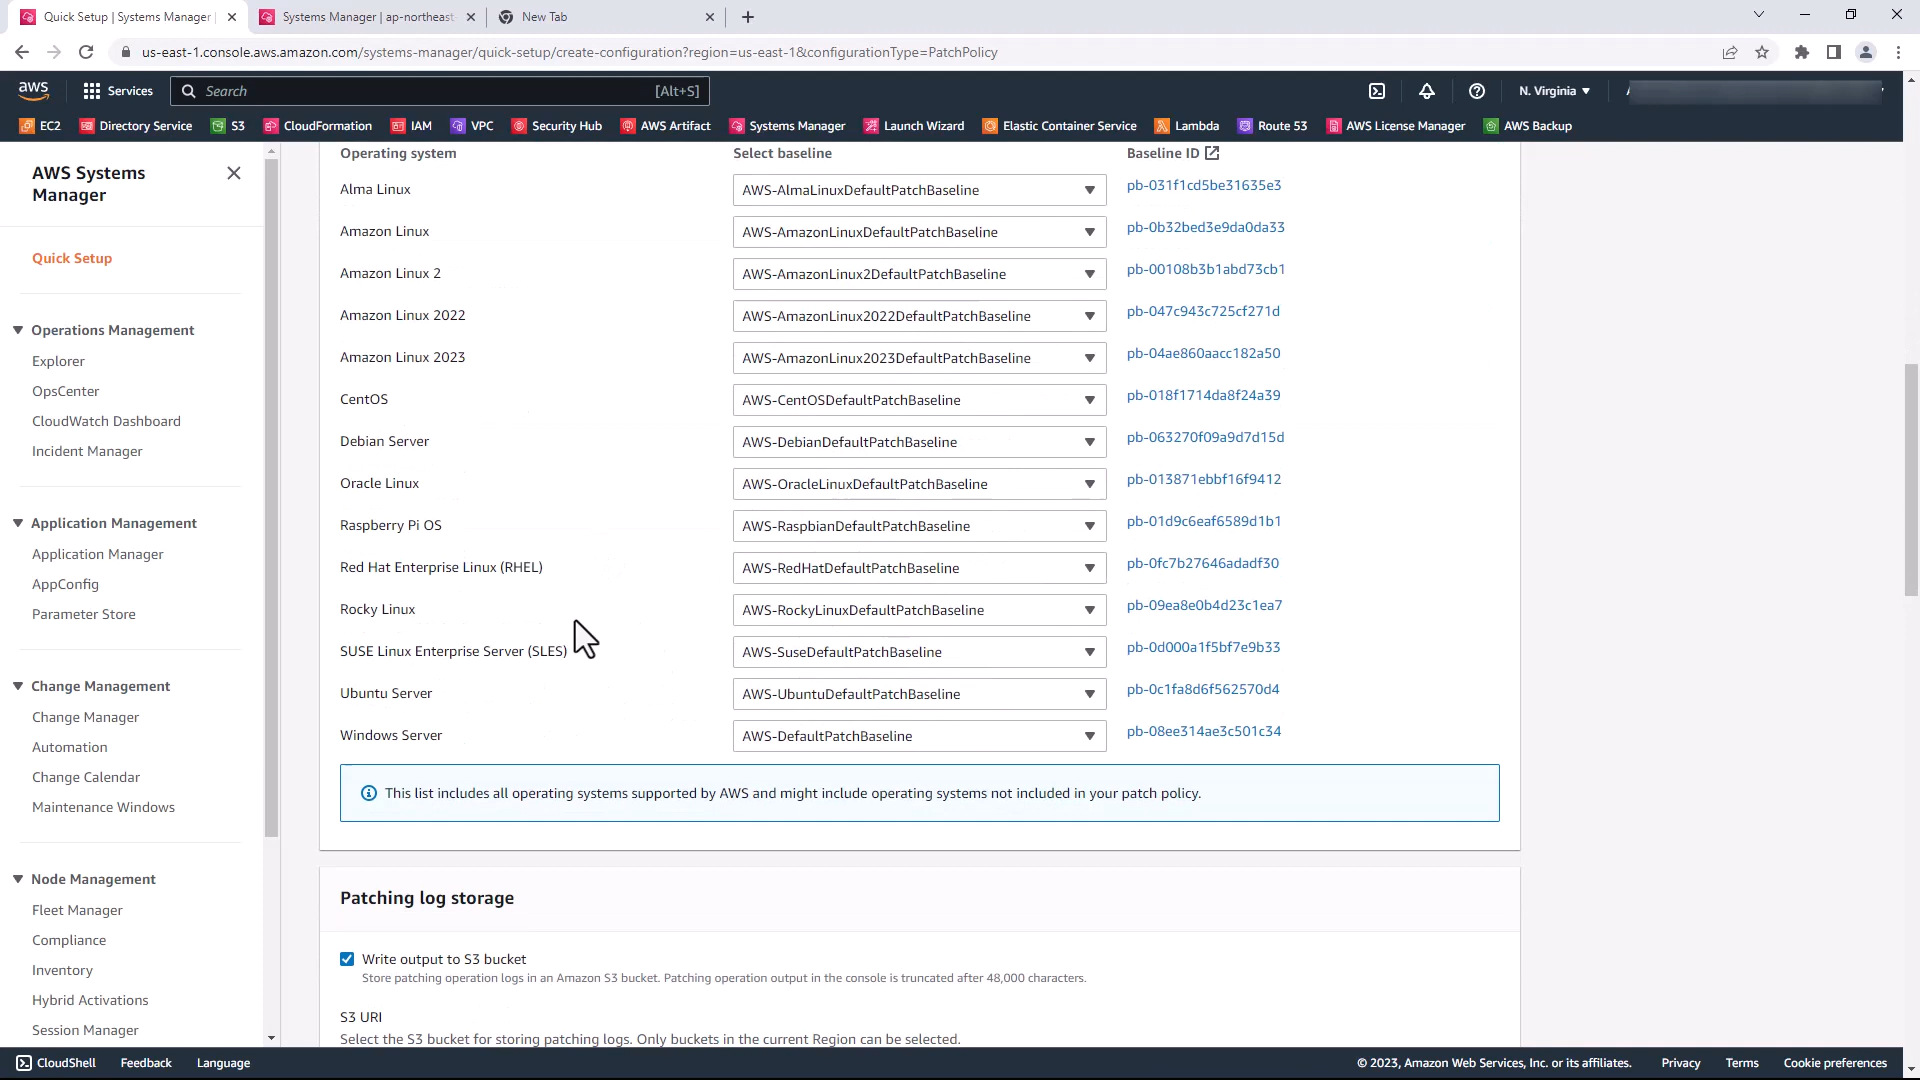 Quick Setup | Systems Manager
Systems Manager | ap-northeast-
New Tab
us-east-1.console.aws.amazon.com/systems-manager/quick-setup/create-configuration?region=us-east-1&configurationType=PatchPolicy
aws
Services
Search
[Alt+S]
N. Virginia
EC2
Directory Service
S3
CloudFormation
IAM
VPC
Security Hub
AWS Artifact
Systems Manager
Launch Wizard
Elastic Container Service
Lambda
Route 53
AWS License Manager
AWS Backup
AWS Systems
Manager
Quick Setup
Operations Management
Explorer
OpsCenter
CloudWatch Dashboard
Incident Manager
Application Management
Application Manager
AppConfig
Parameter Store
Change Management
Change Manager
Automation
Change Calendar
Maintenance Windows
Node Management
Fleet Manager
Compliance
Inventory
Hybrid Activations
Session Manager
Operating system Select baseline Baseline ID
Alma Linux AWS-AlmaLinuxDefaultPatchBaseline pb-031f1cd5be31635e3
Amazon Linux AWS-AmazonLinuxDefaultPatchBaseline pb-0b32bed3e9da0da33
Amazon Linux 2 AWS-AmazonLinux2DefaultPatchBaseline pb-00108b3b1abd73cb1
Amazon Linux 2022 AWS-AmazonLinux2022DefaultPatchBaseline pb-047c943c725cf271d
Amazon Linux 2023 AWS-AmazonLinux2023DefaultPatchBaseline pb-04ae860aacc182a50
CentOS AWS-CentOSDefaultPatchBaseline pb-018f1714da8f24a39
Debian Server AWS-DebianDefaultPatchBaseline pb-063270f09a9d7d15d
Oracle Linux AWS-OracleLinuxDefaultPatchBaseline pb-013871ebbf16f9412
Raspberry Pi OS AWS-RaspbianDefaultPatchBaseline pb-01d9c6eaf6589d1b1
Red Hat Enterprise Linux (RHEL) AWS-RedHatDefaultPatchBaseline pb-0fc7b27646adadf30
Rocky Linux AWS-RockyLinuxDefaultPatchBaseline pb-09ea8e0b4d23c1ea7
SUSE Linux Enterprise Server (SLES) AWS-SuseDefaultPatchBaseline pb-0d000a1f5bf7e9b33
Ubuntu Server AWS-UbuntuDefaultPatchBaseline pb-0c1fa8d6f562570d4
Windows Server AWS-DefaultPatchBaseline pb-08ee314ae3c501c34
This list includes all operating systems supported by AWS and might include operating systems not included in your patch policy.
Patching log storage
Write output to S3 bucket
Store patching operation logs in an Amazon S3 bucket. Patching operation output in the console is truncated after 48,000 characters.
S3 URI
Select the S3 bucket for storing patching logs. Only buckets in the current Region can be selected.
CloudShell
Feedback
Language
© 2023, Amazon Web Services, Inc. or its affiliates.
Privacy
Terms
Cookie preferences